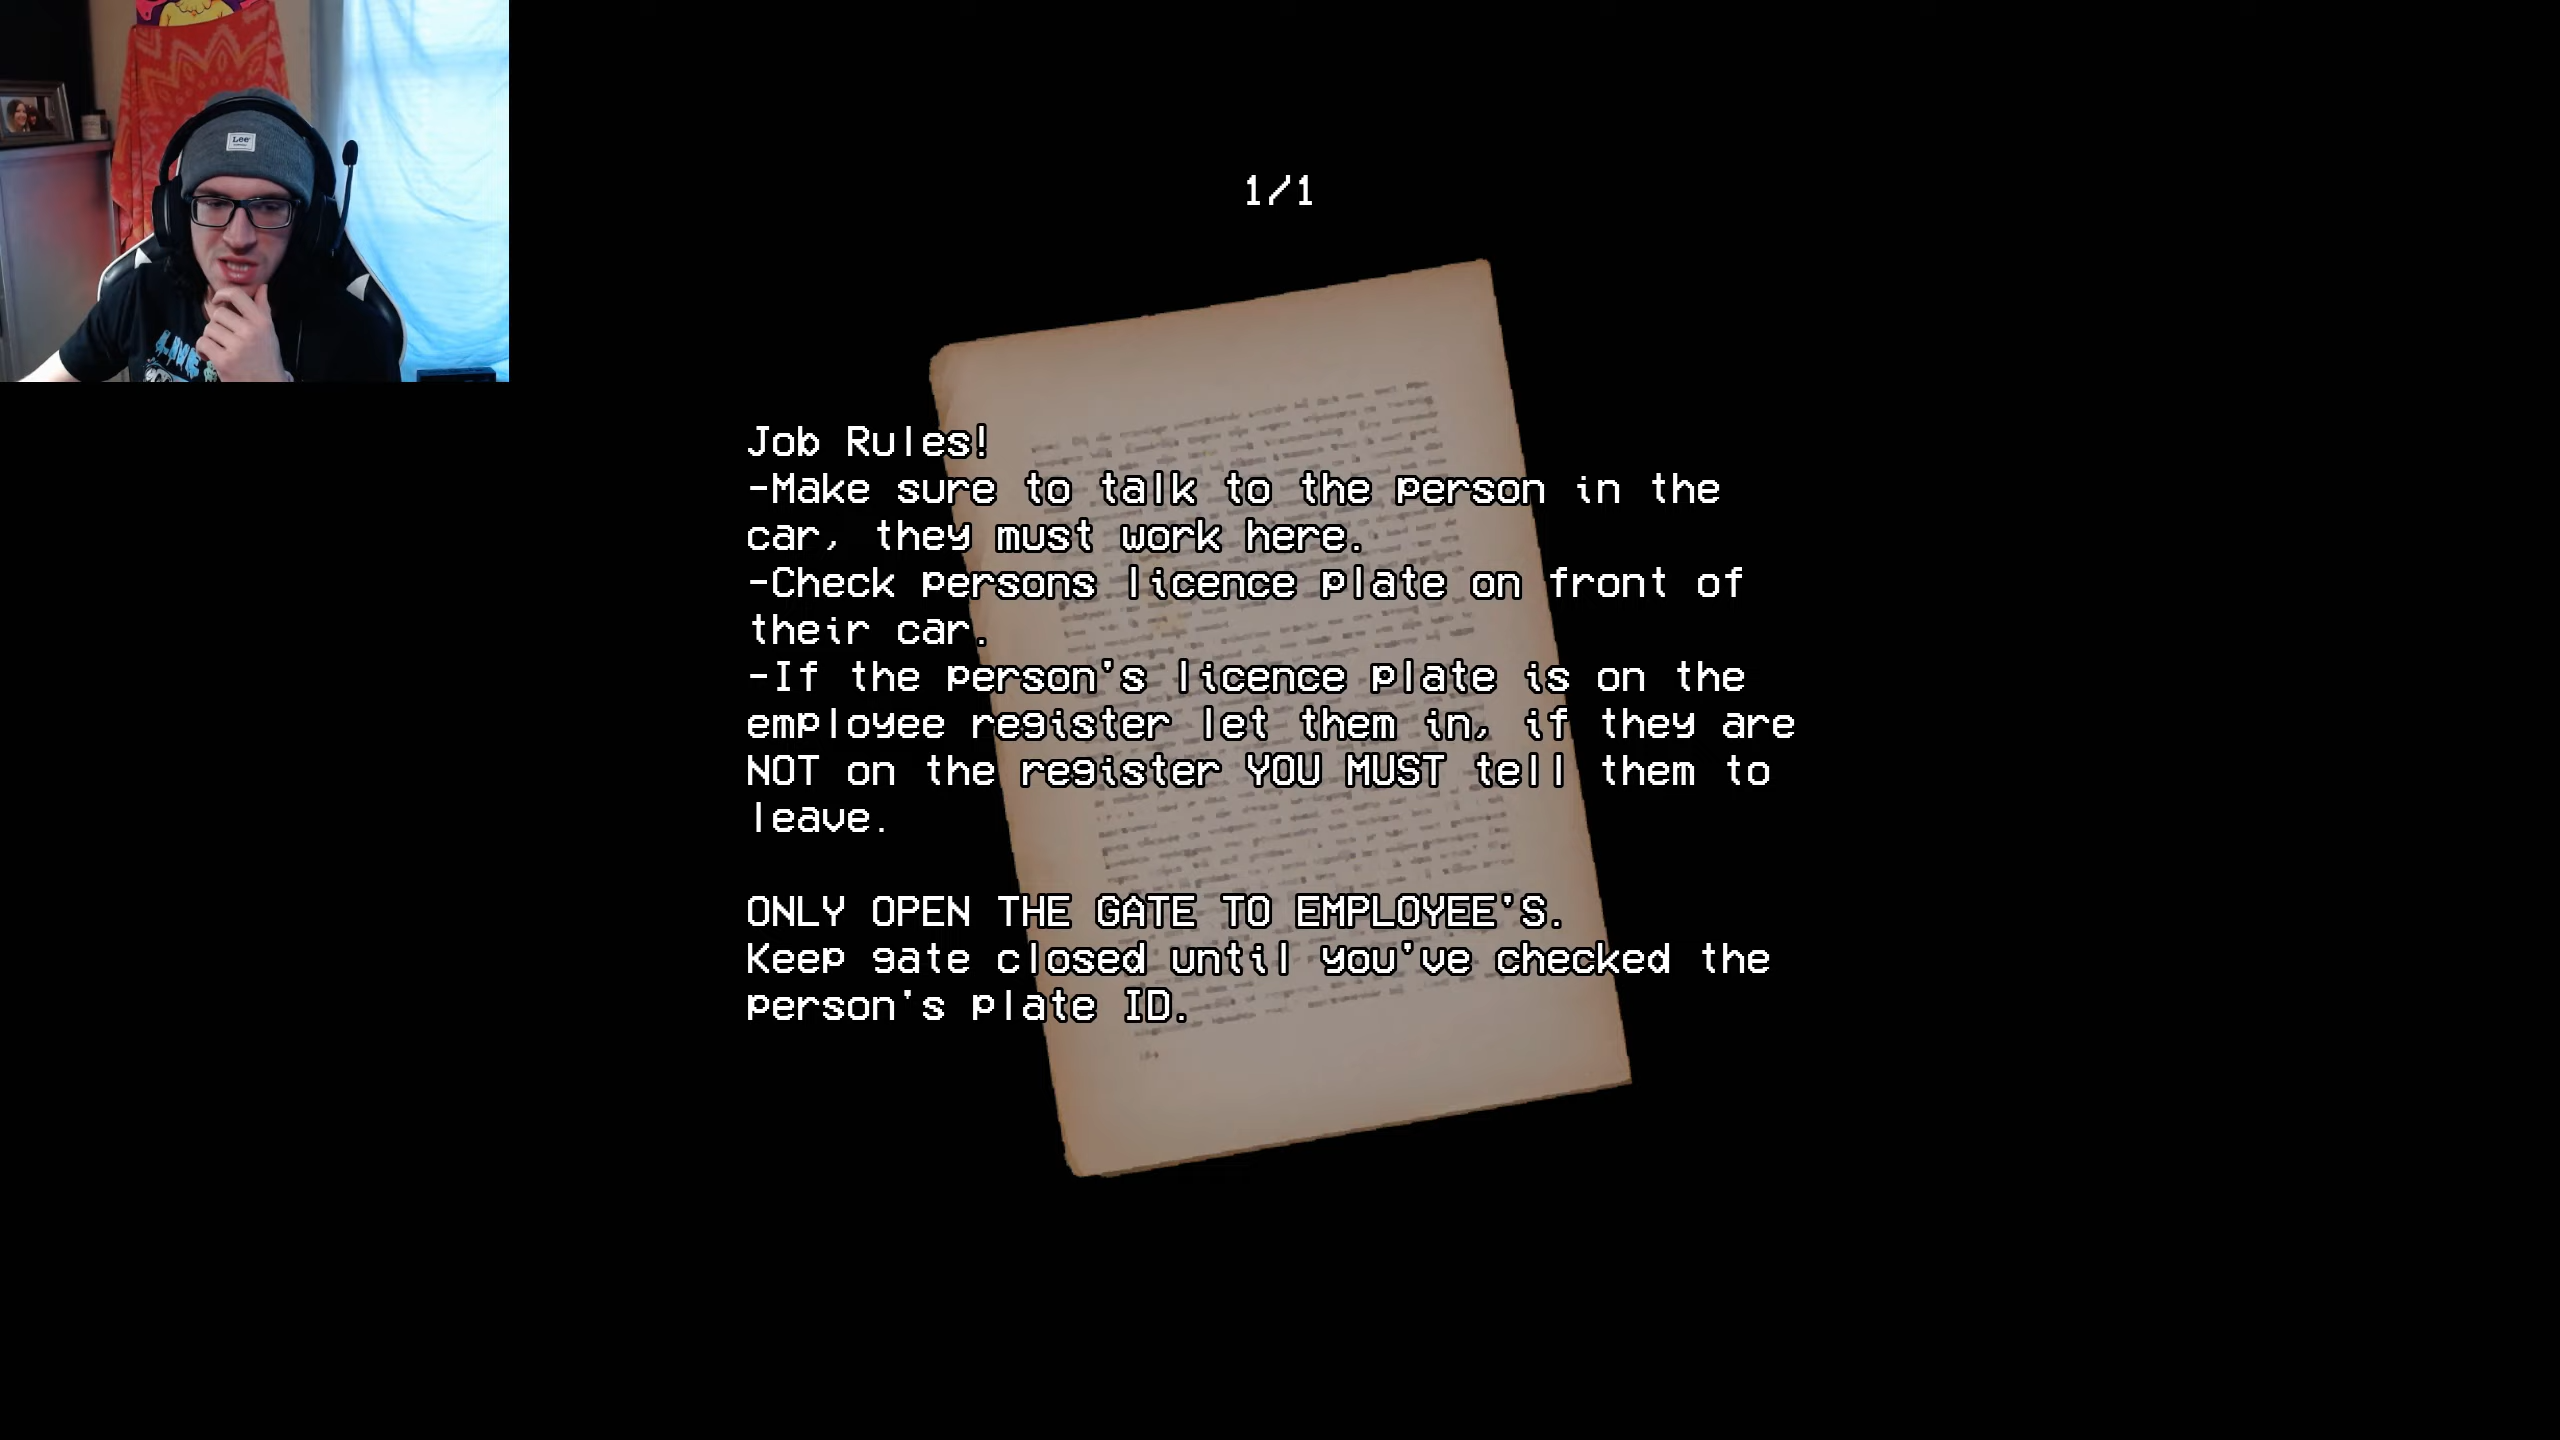 Lee
LIVE
1/1
Job Rules!
-Make sure to talk to the person in the
car, they must work here.
-Check persons licence plate on front of
their car.
-If the person's licence plate is on the
employee register let them in, if they are
NOT on the register YOU MUST tell them to
leave.
ONLY OPEN THE GATE TO EMPLOYEE'S.
Keep gate closed until you've checked the
person's plate ID.